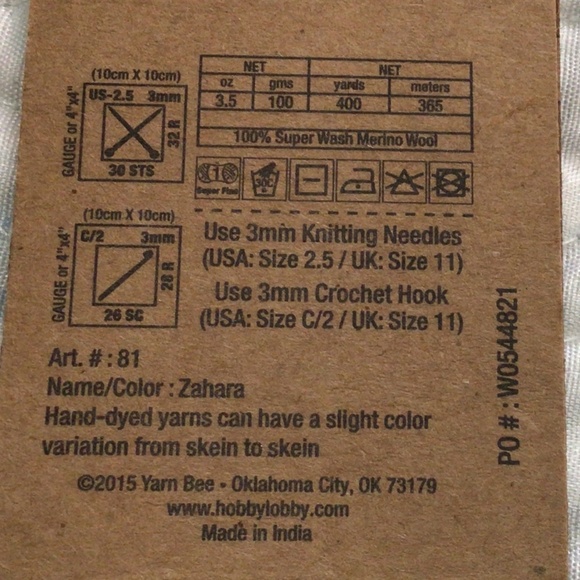 (10cm X 10cm)
GAUGE or 4"x4"
US-2.5 3mm
32 R
30 STS
NET NET
oz gms yards meters
3.5 100 400 365
100% Super Wash Merino Wool
1
Super Fine
30C
(10cm X 10cm)
GAUGE or 4"x4"
C/2 3mm
28 R
26 SC
Use 3mm Knitting Needles
(USA: Size 2.5 / UK: Size 11)
Use 3mm Crochet Hook
(USA: Size C/2 / UK: Size 11)
Art. # : 81
Name/Color : Zahara
Hand-dyed yarns can have a slight color
variation from skein to skein
PO # : W0544821
©2015 Yarn Bee • Oklahoma City, OK 73179
www.hobbylobby.com
Made in India